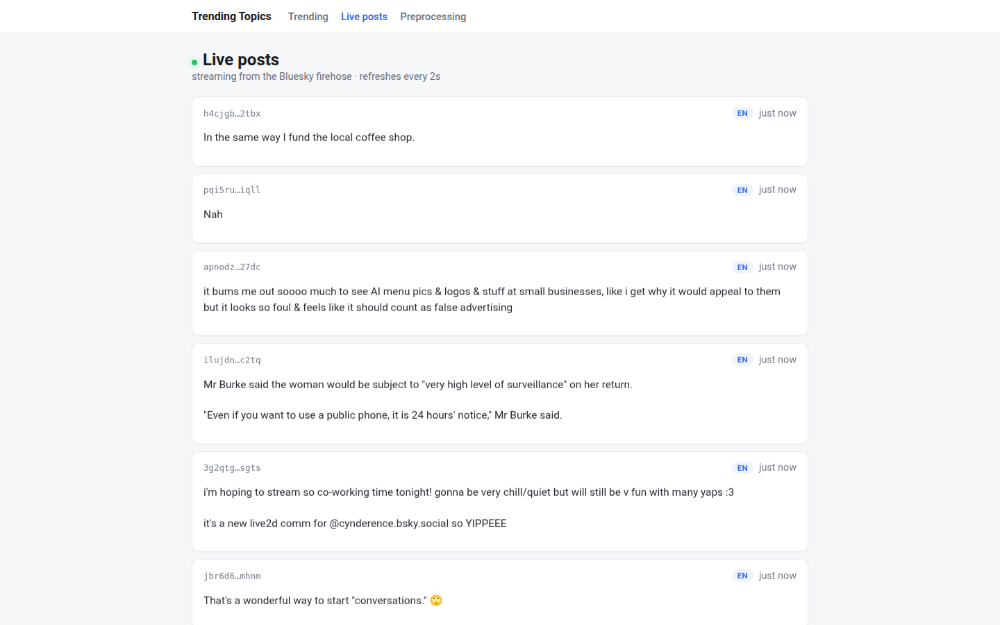 Trending Topics Trending Live posts Preprocessing
Live posts
streaming from the Bluesky firehose · refreshes every 2s
h4cjgb…2tbx EN just now
In the same way I fund the local coffee shop.
pqi5ru…iqll EN just now
Nah
apnodz…27dc EN just now
it bums me out soooo much to see AI menu pics & logos & stuff at small businesses, like i get why it would appeal to them
but it looks so foul & feels like it should count as false advertising
ilujdn…c2tq EN just now
Mr Burke said the woman would be subject to "very high level of surveillance" on her return.
"Even if you want to use a public phone, it is 24 hours' notice," Mr Burke said.
3g2qtg…sgts EN just now
i'm hoping to stream so co-working time tonight! gonna be very chill/quiet but will still be v fun with many yaps :3
it's a new live2d comm for @cynderence.bsky.social so YIPPEEE
jbr6d6…mhnm EN just now
That's a wonderful way to start "conversations." 🙄